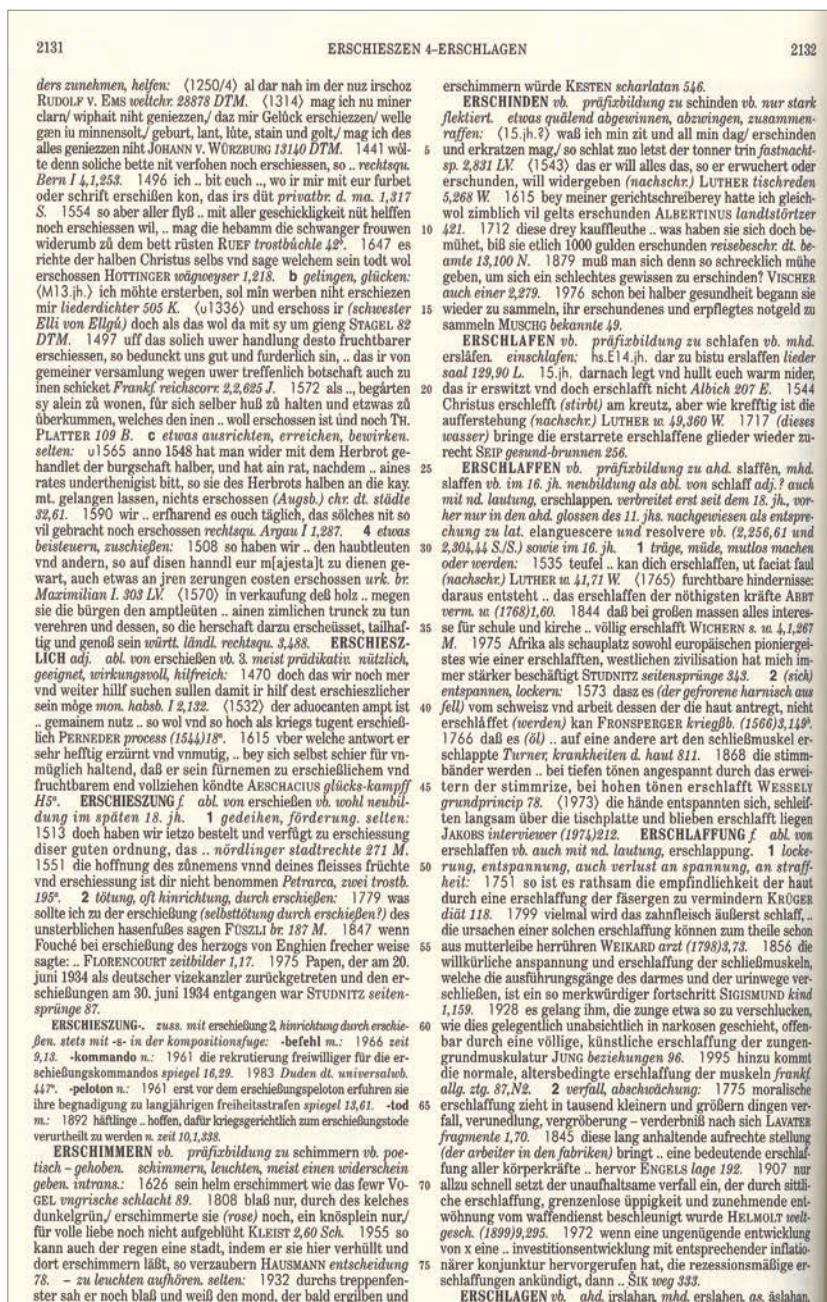 2131 ERSCHIESZEN 4–ERSCHLAGEN 2132
ders zunehmen, helfen: ⟨1250/4⟩ al dar nah im der nuz irschoz
RUDOLF V. EMS weltchr. 28878 DTM. ⟨1314⟩ mag ich nu miner
clarn/ wiphait niht geniezzen,/ daz mir Gelůck erschiezzen/ welle
gæn iu minnensolt,/ geburt, lant, lůte, stain und golt,/ mag ich des
alles geniezzen niht JOHANN V. WÜRZBURG 13140 DTM. 1441 wöl-
te denn soliche bette nit verfohen noch erschiessen, so .. rechtsqu.
Bern I 4,1,253. 1496 ich .. bit euch .., wo ir mir mit eur furbet
oder schrift erschißen kon, das irs düt privatbr. d. ma. 1,317
S. 1554 so aber aller flyß .. mit aller geschickligkeit nüt helffen
noch erschiessen wil, .. mag die hebamm die schwanger frouwen
widerumb zů dem bett rüsten RUEF trostbüchle 42ᵇ. 1647 es
richte der halben Christus selbs vnd sage welchem sein todt wol
erschossen HOTTINGER wägweyser 1,218. b gelingen, glücken:
⟨M13.jh.⟩ ich möhte ersterben, sol mîn werben niht erschiezen
mir liederdichter 505 K. ⟨u1336⟩ und erschoss ir (schwester
Elli von Ellgů) doch als das wol da mit sy um gieng STAGEL 82
DTM. 1497 uff das solich uwer handlung desto fruchtbarer
erschiessen, so bedunckt uns gut und furderlich sin, .. das ir von
gemeiner versamlung wegen uwer treffenlich botschaft auch zu
inen schicket Frankf. reichscorr. 2,2,625 J. 1572 als .., begårten
sy alein zů wonen, für sich selber huß zů halten und etzwas zů
überkummen, welches den inen .. woll erschossen ist ùnd noch TH.
PLATTER 109 B. c etwas ausrichten, erreichen, bewirken.
selten: u1565 anno 1548 hat man wider mit dem Herbrot ge-
handlet der burgschaft halber, und hat ain rat, nachdem .. aines
rates underthenigist bitt, so sie des Herbrots halben an die kay.
mt. gelangen lassen, nichts erschossen (Augsb.) chr. dt. städte
32,61. 1590 wir .. erfharend es ouch täglich, das sölches nit so
vil gebracht noch erschossen rechtsqu. Argau I 1,287. 4 etwas
beisteuern, zuschießen: 1508 so haben wir .. den haubtleuten
vnd andern, so auf disen hanndl eur m[ajesta]t zu dienen ge-
wart, auch etwan an jren zerungen costen erschossen urk. br.
Maximilian I. 303 LV. ⟨1570⟩ in verkaufung deß holz .. megen
sie die bürgen den amptleüten .. ainen zimlichen trunck zu tun
verehren und dessen, so die herschaft darzu erscheüsset, tailhaf-
tig und genoß sein württ. ländl. rechtsqu. 3,488. ERSCHIESZ-
LICH adj. abl. von erschießen vb. 3. meist prädikativ. nützlich,
geeignet, wirkungsvoll, hilfreich: 1470 doch das wir noch mer
vnd weiter hillf suchen sullen damit ir hilf dest erschieszlicher
sein möge mon. habsb. I 2,132. ⟨1532⟩ der aduocanten ampt ist
.. gemainem nutz .. so wol vnd so hoch als kriegs tugent erschieß-
lich PERNEDER process (1544)18ᵃ. 1615 vber welche antwort er
sehr hefftig erzürnt vnd vnmutig, .. bey sich selbst schier für vn-
müglich haltend, daß er sein fürnemen zu erschießlichem vnd
fruchtbarem end vollziehen köndte AESCHACIUS glücks-kampff
H5ᵃ. ERSCHIESZUNG f. abl. von erschießen vb. wohl neubil-
dung im späten 18. jh. 1 gedeihen, förderung. selten:
1513 doch haben wir ietzo bestelt und verfůgt zu erschiessung
diser guten ordnung, das .. nördlinger stadtrechte 271 M.
1551 die hoffnung des zůnemens vnnd deines fleisses früchte
vnd erschiessung ist dir nicht benommen Petrarca, zwei trostb.
195ᵃ. 2 tötung, oft hinrichtung, durch erschießen: 1779 was
sollte ich zu der erschießung (selbsttötung durch erschießen?) des
unsterblichen hasenfußes sagen FÜSZLI br. 187 M. 1847 wenn
Fouché bei erschießung des herzogs von Enghien frecher weise
sagte: .. FLORENCOURT zeitbilder 1,17. 1975 Papen, der am 20.
juni 1934 als deutscher vizekanzler zurückgetreten und den er-
schießungen am 30. juni 1934 entgangen war STUDNITZ seiten-
sprünge 87.
ERSCHIESZUNG-. zuss. mit erschießung 2, hinrichtung durch erschie-
ßen. stets mit -s- in der kompositionsfuge: -befehl m.: 1966 zeit
9,13. -kommando n.: 1961 die rekrutierung freiwilliger für die er-
schießungskommandos spiegel 16,29. 1983 Duden dt. universalwb.
447ᵃ. -peloton n.: 1961 erst vor dem erschießungspeloton erfuhren sie
ihre begnadigung zu langjährigen freiheitsstrafen spiegel 13,61. -tod
m.: 1892 häftlinge .. hoffen, dafür kriegsgerichtlich zum erschießungstode
verurtheilt zu werden n. zeit 10,1,338.
ERSCHIMMERN vb. präfixbildung zu schimmern vb. poe-
tisch – gehoben. schimmern, leuchten, meist einen widerschein
geben. intrans.: 1626 sein helm erschimmert wie das fewr VO-
GEL vngrische schlacht 89. 1808 blaß nur, durch des kelches
dunkelgrün,/ erschimmerte sie (rose) noch, ein knösplein nur,/
für volle liebe noch nicht aufgeblüht KLEIST 2,60 Sch. 1955 so
kann auch der regen eine stadt, indem er sie hier verhüllt und
dort erschimmern läßt, so verzaubern HAUSMANN entscheidung
78. – zu leuchten aufhören. selten: 1932 durchs treppenfen-
ster sah er noch blaß und weiß den mond, der bald ergilben und
erschimmern würde KESTEN scharlatan 546.
ERSCHINDEN vb. präfixbildung zu schinden vb. nur stark
flektiert. etwas quälend abgewinnen, abzwingen, zusammen-
raffen: ⟨15.jh.?⟩ waß ich min zit und all min dag/ erschinden
5 und erkratzen mag,/ so schlat zuo letst der tonner trin fastnacht-
sp. 2,831 LV. ⟨1543⟩ das er will alles das, so er erwuchert oder
erschunden, will widergeben (nachschr.) LUTHER tischreden
5,268 W. 1615 bey meiner gerichtschreiberey hatte ich gleich-
wol zimblich vil gelts erschunden ALBERTINUS landtstörtzer
10 421. 1712 diese drey kauffleuthe .. was haben sie sich doch be-
mühet, biß sie etlich 1000 gulden erschunden reisebeschr. dt. be-
amte 13,100 N. 1879 muß man sich denn so schrecklich mühe
geben, um sich ein schlechtes gewissen zu erschinden? VISCHER
auch einer 2,279. 1976 schon bei halber gesundheit begann sie
15 wieder zu sammeln, ihr erschundenes und erpflegtes notgeld zu
sammeln MUSCHG bekannte 49.
ERSCHLAFEN vb. präfixbildung zu schlafen vb. mhd.
erslâfen. einschlafen: hs.E14.jh. dar zu bistu erslaffen lieder
saal 129,90 L. 15.jh. darnach legt vnd hullt euch warm nider,
20 das ir erswitzt vnd doch erschlafft nicht Albich 207 E. 1544
Christus erschlefft (stirbt) am kreutz, aber wie krefftig ist die
aufferstehung (nachschr.) LUTHER w. 49,360 W. 1717 (dieses
wasser) bringe die erstarrete erschlaffene glieder wieder zu-
recht SEIP gesund-brunnen 256.
25 ERSCHLAFFEN vb. präfixbildung zu ahd. slaffēn, mhd.
slaffen vb. im 16. jh. neubildung als abl. von schlaff adj.? auch
mit nd. lautung, erschlappen. verbreitet erst seit dem 18. jh., vor-
her nur in den ahd. glossen des 11. jhs. nachgewiesen als entspre-
chung zu lat. elanguescere und resolvere vb. (2,256,61 und
30 2,304,44 S./S.) sowie im 16. jh. 1 träge, müde, mutlos machen
oder werden: 1535 teufel .. kan dich erschlaffen, ut faciat faul
(nachschr.) LUTHER w. 41,71 W. ⟨1765⟩ furchtbare hindernisse:
daraus entsteht .. das erschlaffen der nöthigsten kräfte ABBT
verm. w. (1768)1,60. 1844 daß bei großen massen alles interes-
35 se für schule und kirche .. völlig erschlafft WICHERN s. w. 4,1,267
M. 1975 Afrika als schauplatz sowohl europäischen pioniergei-
stes wie einer erschlafften, westlichen zivilisation hat mich im-
mer stärker beschäftigt STUDNITZ seitensprünge 343. 2 (sich)
entspannen, lockern: 1573 dasz es (der gefrorene harnisch aus
40 fell) vom schweisz vnd arbeit dessen der die haut antregt, nicht
erschlåffet (werden) kan FRONSPERGER kriegßb. (1566)3,149ᵇ.
1766 daß es (öl) .. auf eine andere art den schließmuskel er-
schlappte Turner, krankheiten d. haut 811. 1868 die stimm-
bänder werden .. bei tiefen tönen angespannt durch das erwei-
45 tern der stimmrize, bei hohen tönen erschlafft WESSELY
grundprincip 78. ⟨1973⟩ die hände entspannten sich, schleif-
ten langsam über die tischplatte und blieben erschlafft liegen
JAKOBS interviewer (1974)212. ERSCHLAFFUNG f. abl. von
erschlaffen vb. auch mit nd. lautung, erschlappung. 1 locke-
50 rung, entspannung, auch verlust an spannung, an straff-
heit: 1751 so ist es rathsam die empfindlichkeit der haut
durch eine erschlaffung der fäsergen zu vermindern KRÜGER
diät 118. 1799 vielmal wird das zahnfleisch äußerst schlaff, ..
die ursachen einer solchen erschlaffung können zum theile schon
55 aus mutterleibe herrühren WEIKARD arzt (1798)3,73. 1856 die
willkürliche anspannung und erschlaffung der schließmuskeln,
welche die ausführungsgänge des darmes und der urinwege ver-
schließen, ist ein so merkwürdiger fortschritt SIGISMUND kind
1,159. 1928 es gelang ihm, die zunge etwa so zu verschlucken,
60 wie dies gelegentlich unabsichtlich in narkosen geschieht, offen-
bar durch eine völlige, künstliche erschlaffung der zungen-
grundmuskulatur JUNG beziehungen 96. 1995 hinzu kommt
die normale, altersbedingte erschlaffung der muskeln frankf.
allg. ztg. 87,N2. 2 verfall, abschwächung: 1775 moralische
65 erschlaffung zieht in tausend kleinern und größern dingen ver-
fall, verunedlung, vergröberung – verderbniß nach sich LAVATER
fragmente 1,70. 1845 diese lang anhaltende aufrechte stellung
(der arbeiter in den fabriken) bringt .. eine bedeutende erschlaf-
fung aller körperkräfte .. hervor ENGELS lage 192. 1907 nur
70 allzu schnell setzt der unaufhaltsame verfall ein, der durch sittli-
che erschlaffung, grenzenlose üppigkeit und zunehmende ent-
wöhnung vom waffendienst beschleunigt wurde HELMOLT welt-
gesch. (1899)9,295. 1972 wenn eine ungenügende entwicklung
von x eine .. investitionsentwicklung mit entsprechender inflatio-
75 närer konjunktur hervorgerufen hat, die rezessionsmäßige er-
schlaffungen ankündigt, dann .. ŠIK weg 333.
ERSCHLAGEN vb. ahd. irslahan, mhd. erslahen, as. āslahan,